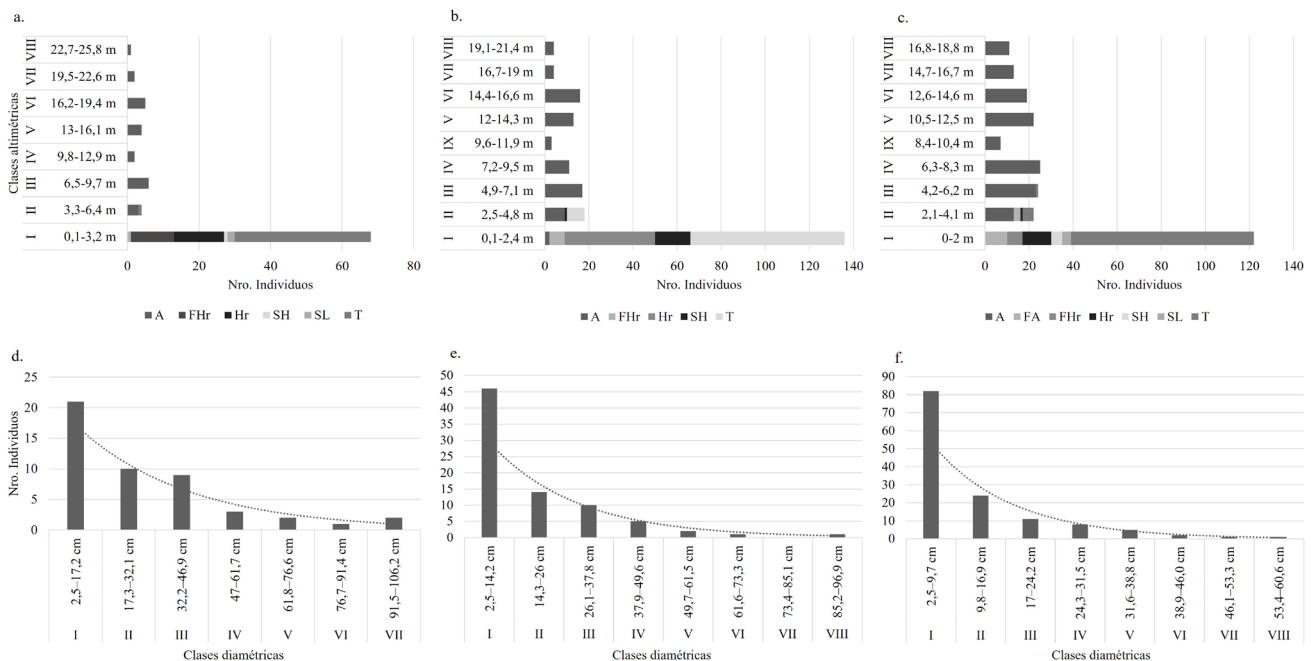 a.
Clases altimétricas
VIII 22,7-25,8 m
VII 19,5-22,6 m
VI 16,2-19,4 m
V 13-16,1 m
IV 9,8-12,9 m
III 6,5-9,7 m
II 3,3-6,4 m
I 0,1-3,2 m
0 20 40 60 80
Nro. Individuos
A FHr Hr SH SL T
b.
VIII 19,1-21,4 m
VII 16,7-19 m
VI 14,4-16,6 m
V 12-14,3 m
IX 9,6-11,9 m
IV 7,2-9,5 m
III 4,9-7,1 m
II 2,5-4,8 m
I 0,1-2,4 m
0 20 40 60 80 100 120 140
Nro. Individuos
A FHr Hr SH T
c.
VIII 16,8-18,8 m
VII 14,7-16,7 m
VI 12,6-14,6 m
V 10,5-12,5 m
IX 8,4-10,4 m
IV 6,3-8,3 m
III 4,2-6,2 m
II 2,1-4,1 m
I 0-2 m
0 20 40 60 80 100 120 140
Nro. Individuos
A FA FHr Hr SH SL T
d.
Nro. Individuos
25
20
15
10
5
0
2,5–17,2 cm
17,3–32,1 cm
32,2–46,9 cm
47–61,7 cm
61,8–76,6 cm
76,7–91,4 cm
91,5–106,2 cm
I II III IV V VI VII
Clases diamétricas
e.
50
45
40
35
30
25
20
15
10
5
0
2,5–14,2 cm
14,3–26 cm
26,1–37,8 cm
37,9–49,6 cm
49,7–61,5 cm
61,6–73,3 cm
73,4–85,1 cm
85,2–96,9 cm
I II III IV V VI VII VIII
Clases diamétricas
f.
90
80
70
60
50
40
30
20
10
0
2,5–9,7 cm
9,8–16,9 cm
17–24,2 cm
24,3–31,5 cm
31,6–38,8 cm
38,9–46,0 cm
46,1–53,3 cm
53,4–60,6 cm
I II III IV V VI VII VIII
Clases diamétricas